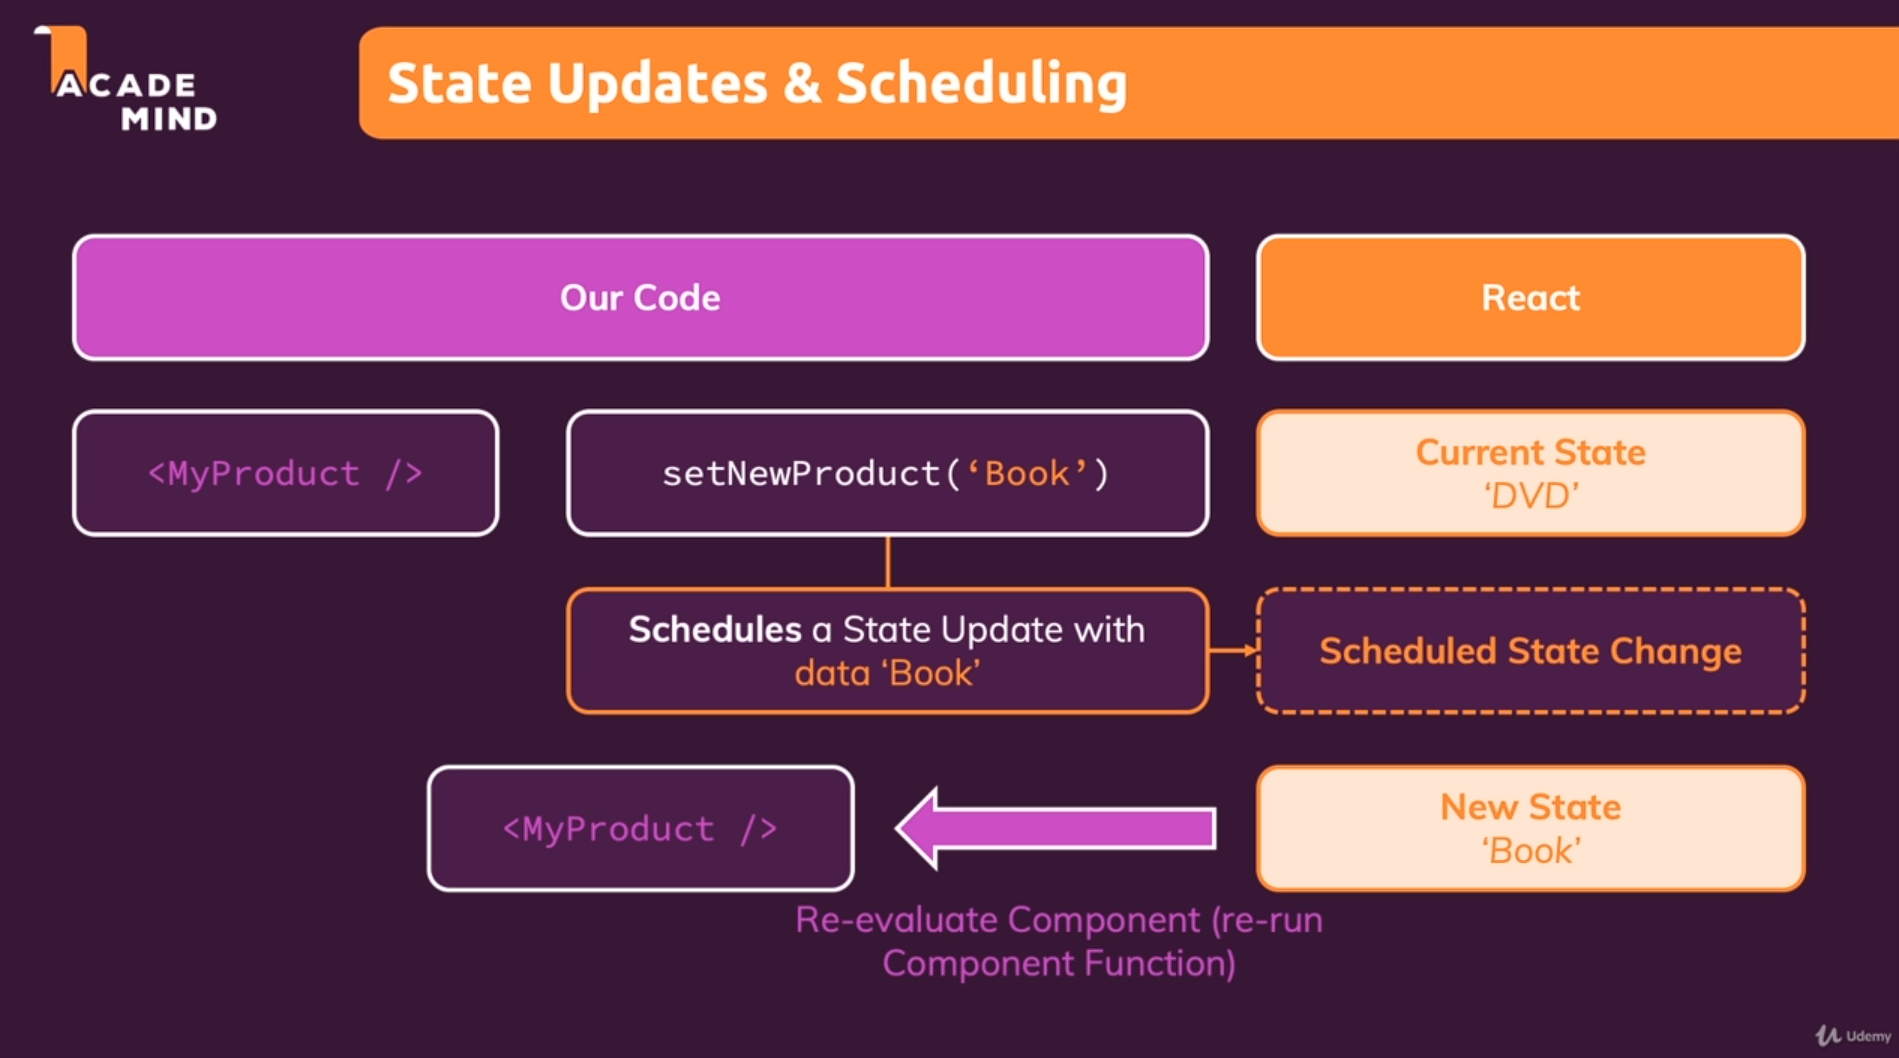 ACADE
MIND
State Updates & Scheduling
Our Code
React
<MyProduct />
setNewProduct(‘Book’)
Current State
‘DVD’
Schedules a State Update with
data ‘Book’
Scheduled State Change
<MyProduct />
New State
‘Book’
Re-evaluate Component (re-run
Component Function)
Udemy